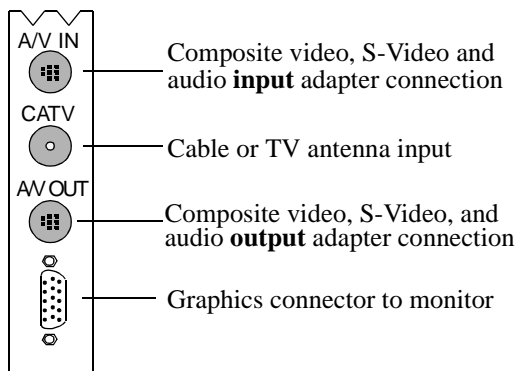 A/V IN
Composite video, S-Video and
audio input adapter connection
CATV
Cable or TV antenna input
A/V OUT
Composite video, S-Video, and
audio output adapter connection
Graphics connector to monitor